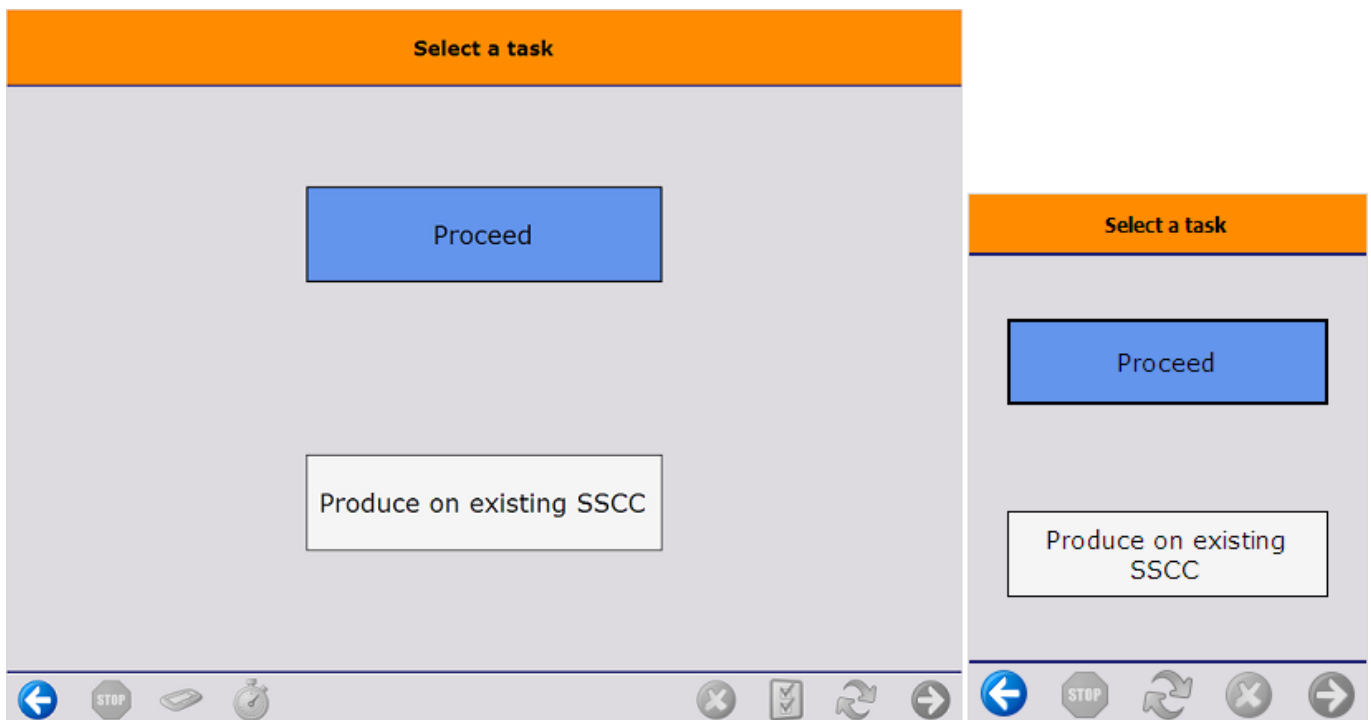 Select a task
Proceed
Produce on existing SSCC
STOP
Select a task
Proceed
Produce on existing
SSCC
STOP